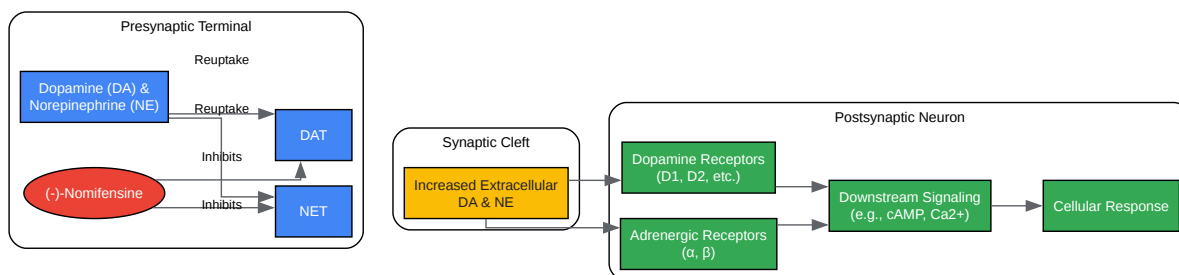 Presynaptic Terminal
Reuptake
Dopamine (DA) &
Norepinephrine (NE)
Reuptake
DAT
Inhibits
(-)-Nomifensine
Inhibits
NET
Synaptic Cleft
Increased Extracellular
DA & NE
Postsynaptic Neuron
Dopamine Receptors
(D1, D2, etc.)
Adrenergic Receptors
(α, β)
Downstream Signaling
(e.g., cAMP, Ca2+)
Cellular Response